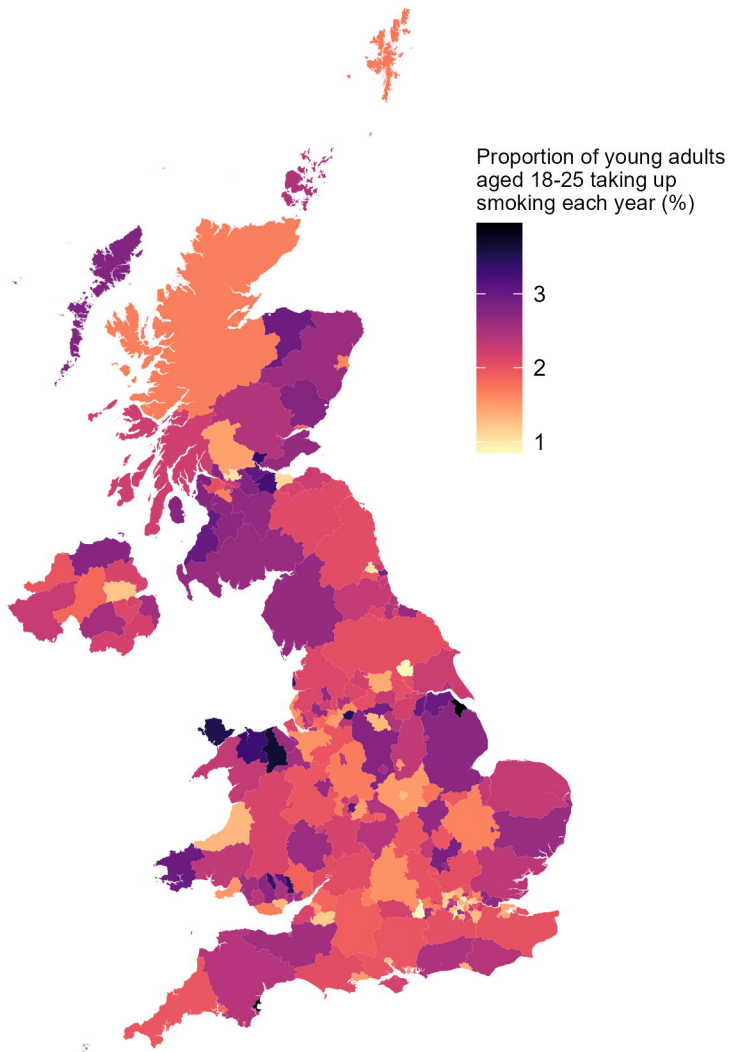 Proportion of young adults
aged 18-25 taking up
smoking each year (%)
3
2
1